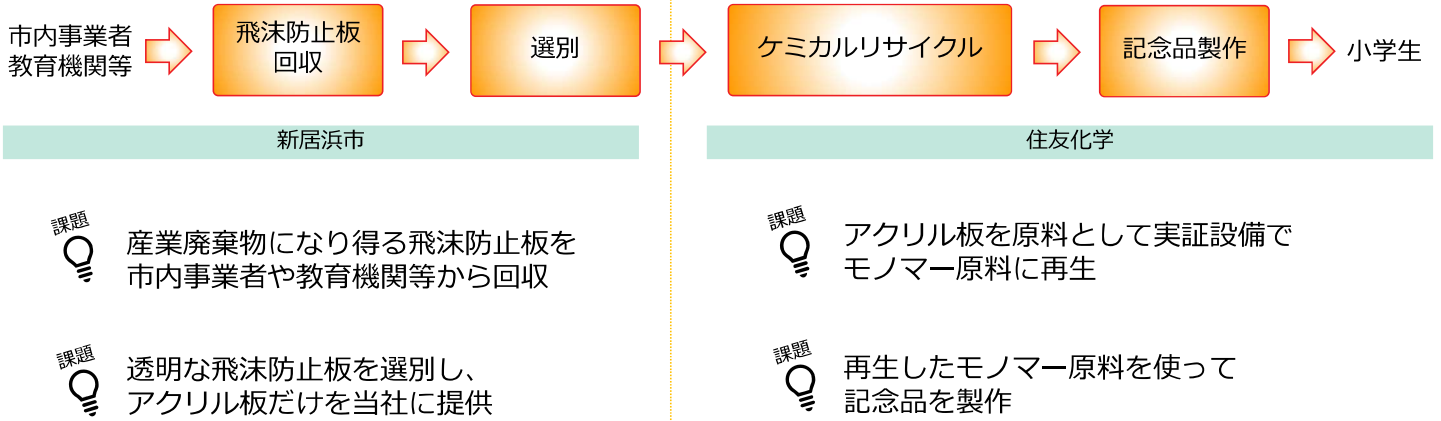 市内事業者
教育機関等
飛沫防止板
回収
選別
ケミカルリサイクル
記念品製作
小学生
新居浜市
住友化学
課題
産業廃棄物になり得る飛沫防止板を
市内事業者や教育機関等から回収
課題
透明な飛沫防止板を選別し、
アクリル板だけを当社に提供
課題
アクリル板を原料として実証設備で
モノマー原料に再生
課題
再生したモノマー原料を使って
記念品を製作